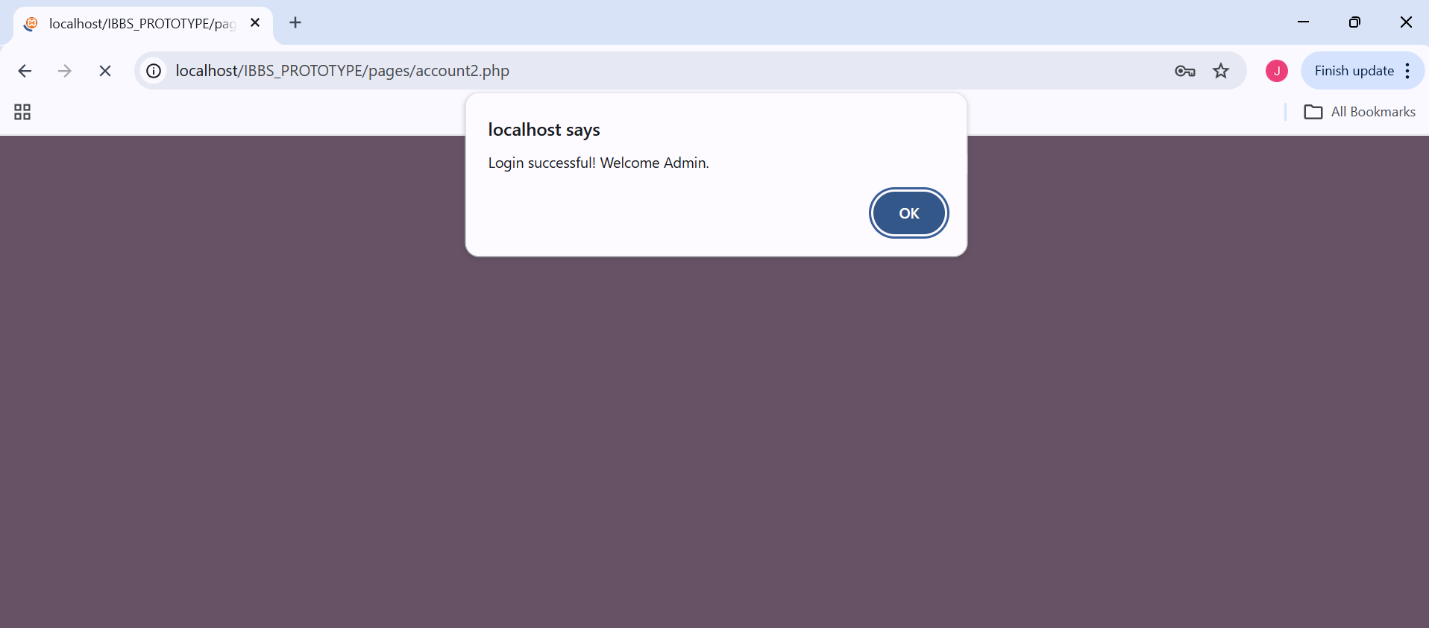 localhost/IBBS_PROTOTYPE/pag
localhost/IBBS_PROTOTYPE/pages/account2.php
J
Finish update
All Bookmarks
localhost says
Login successful! Welcome Admin.
OK